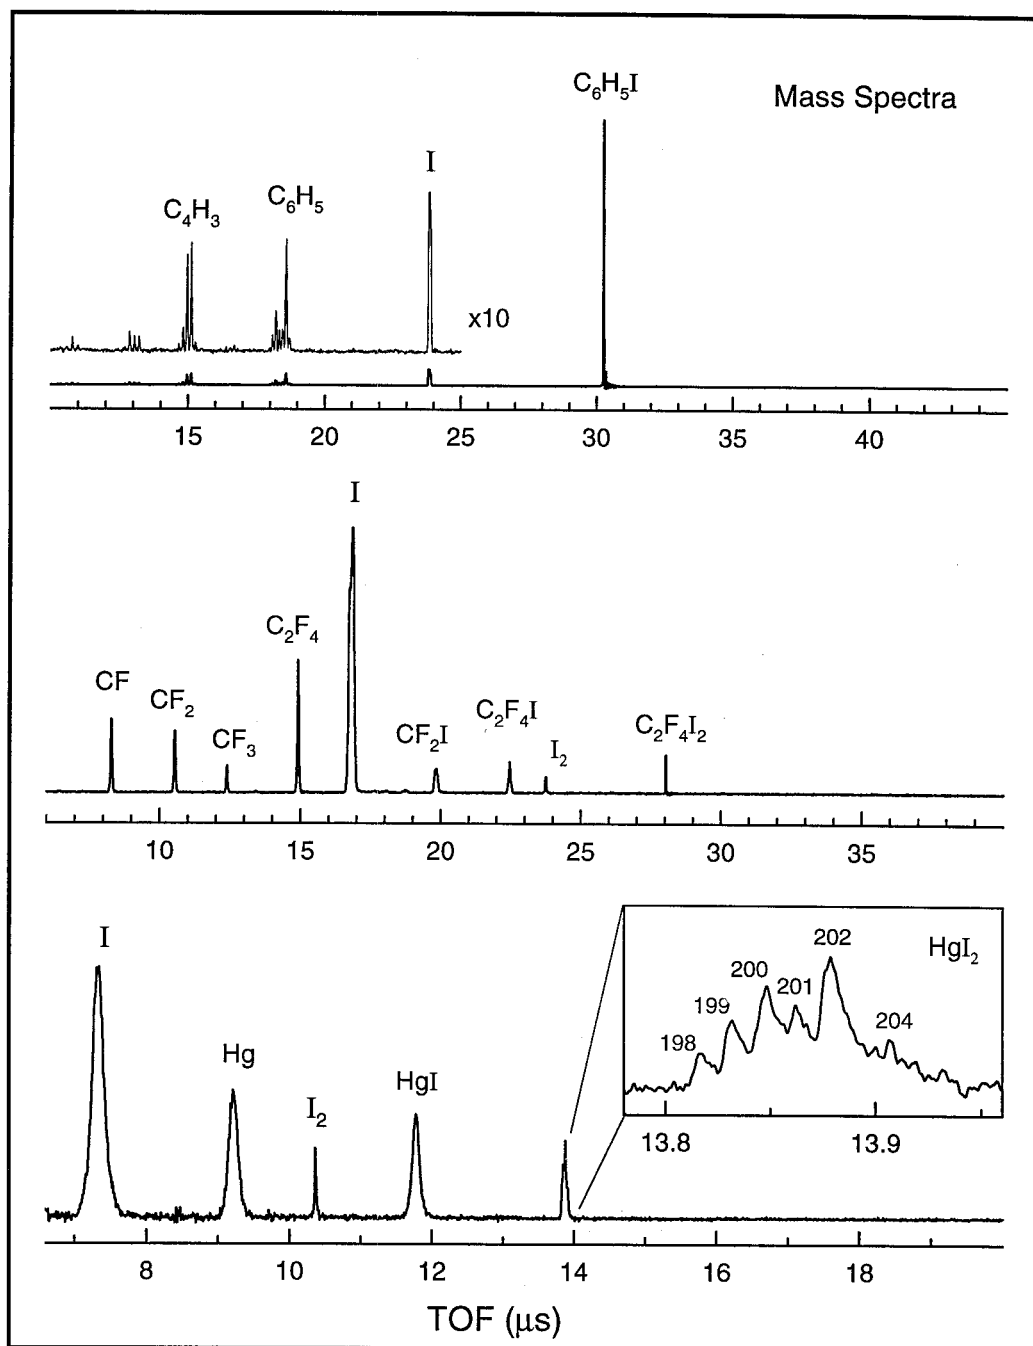 Mass Spectra
C₆H₅I
I
C₆H₅
C₄H₃
x10
15 20 25 30 35 40
I
C₂F₄
CF
CF₂
CF₃
CF₂I
C₂F₄I
I₂
C₂F₄I₂
10 15 20 25 30 35
I
Hg
I₂
HgI
HgI₂
198
199
200
201
202
204
13.8 13.9
8 10 12 14 16 18
TOF (μs)